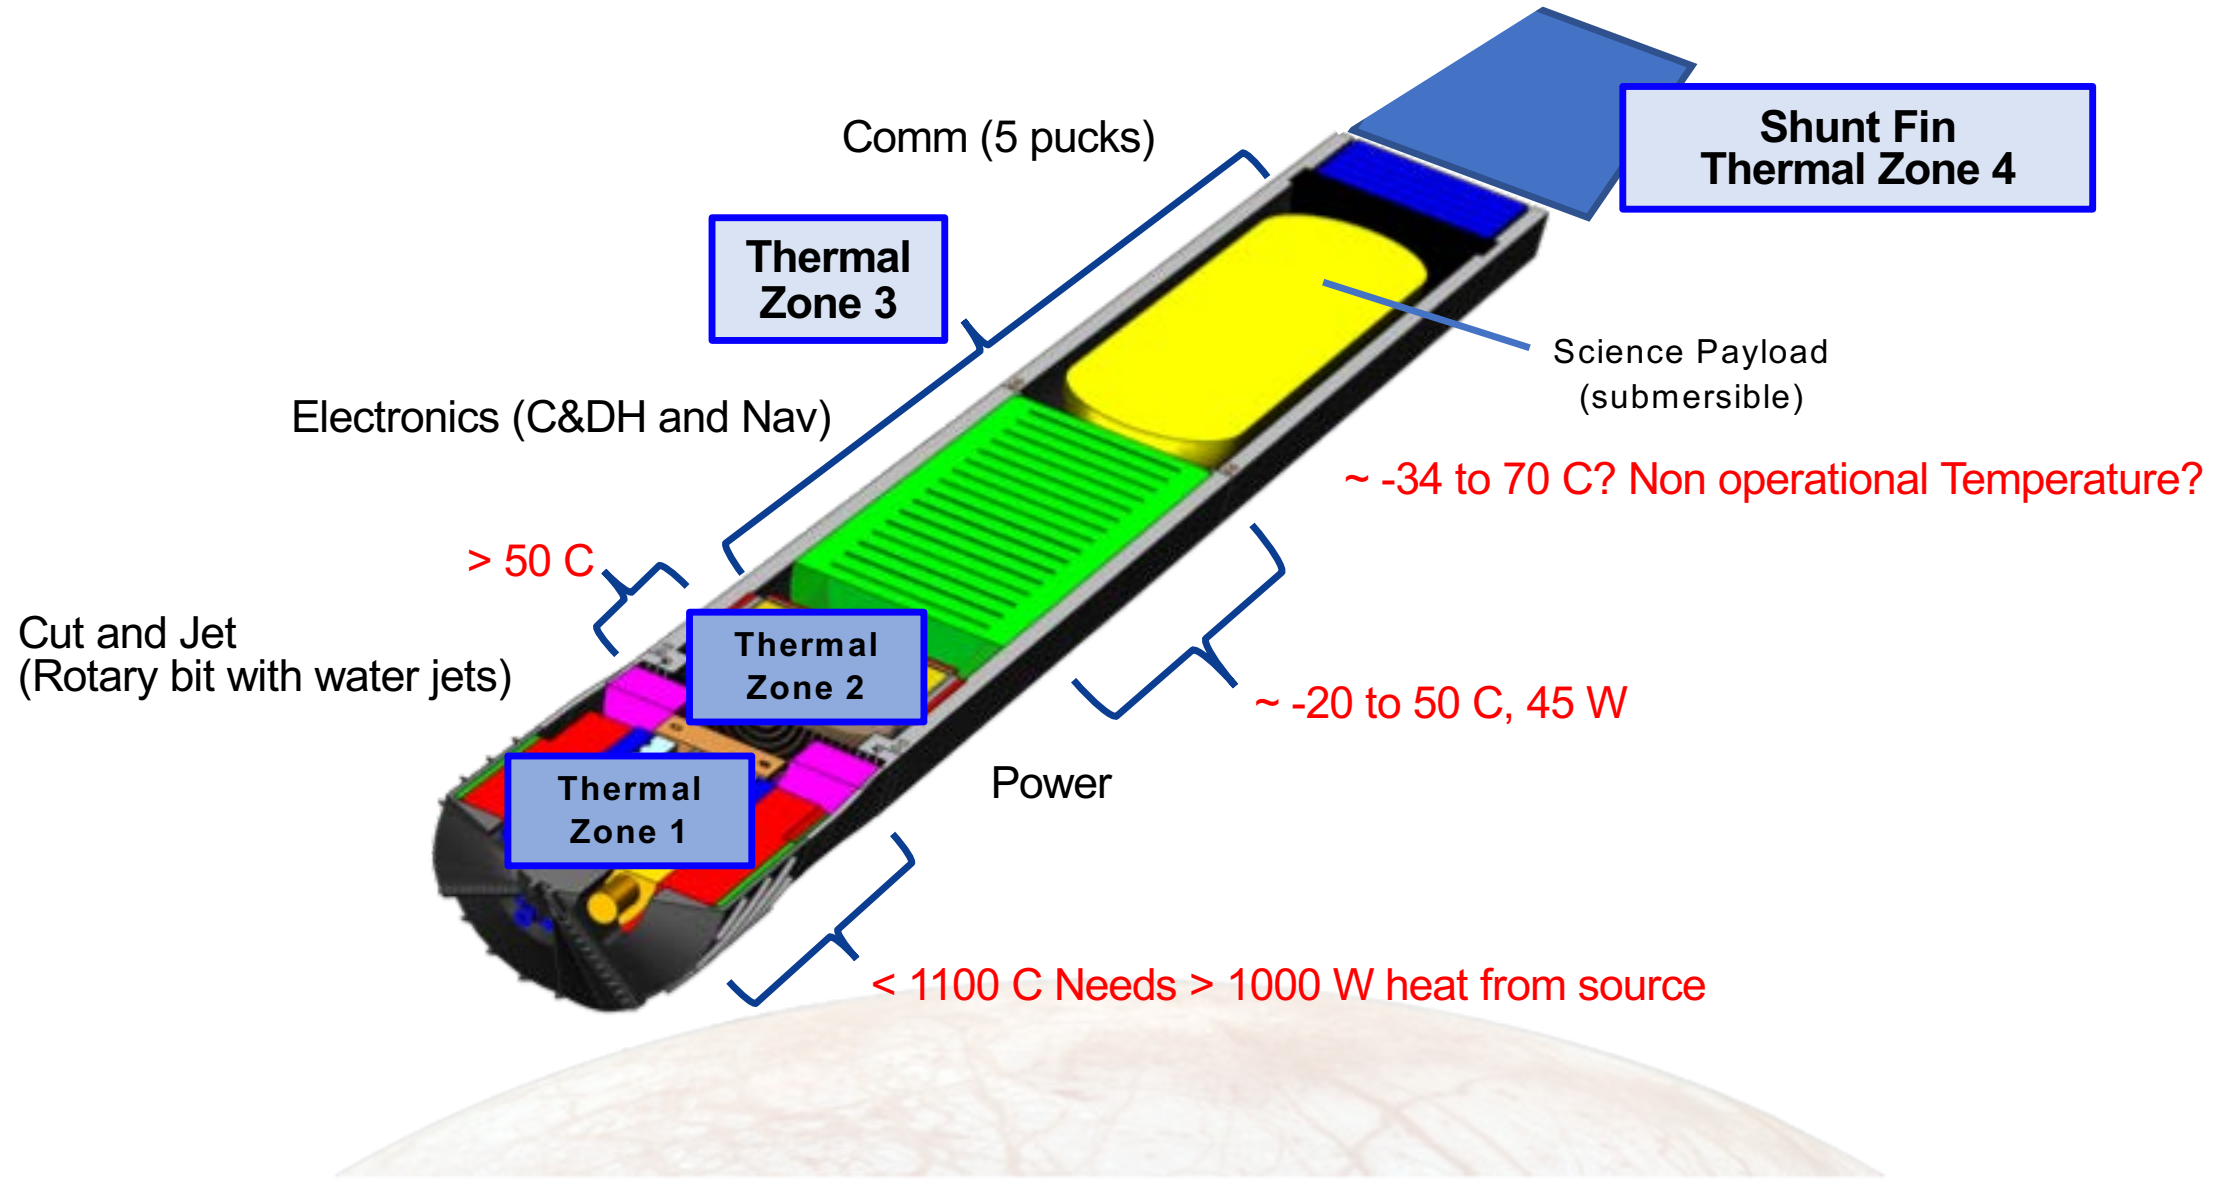 Comm (5 pucks)
Shunt Fin
Thermal Zone 4
Thermal
Zone 3
Science Payload
(submersible)
Electronics (C&DH and Nav)
~ -34 to 70 C? Non operational Temperature?
> 50 C
Cut and Jet
(Rotary bit with water jets)
Thermal
Zone 2
~ -20 to 50 C, 45 W
Power
Thermal
Zone 1
< 1100 C Needs > 1000 W heat from source